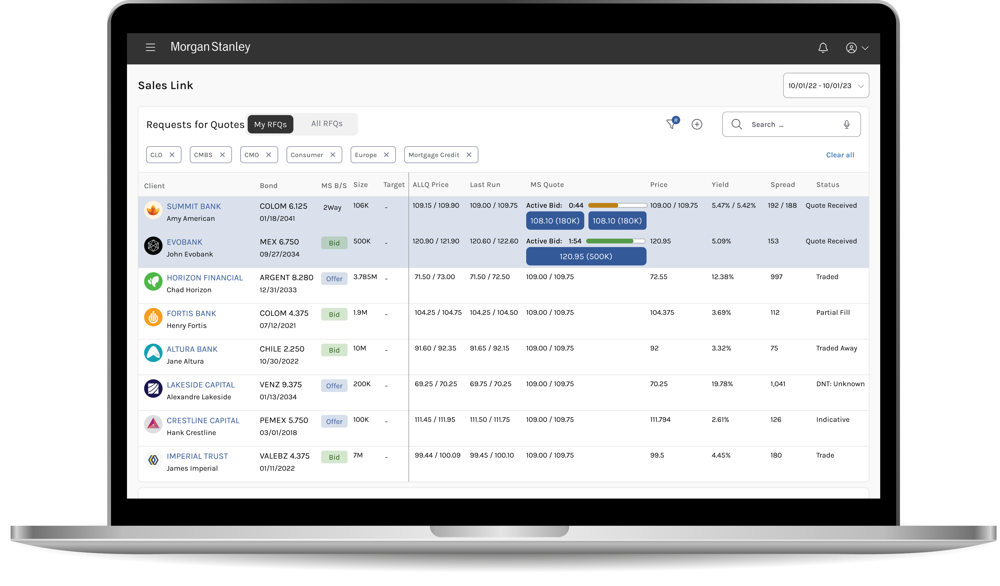 Morgan Stanley
Sales Link
10/01/22 - 10/01/23
Requests for Quotes My RFQs All RFQs # Search ...
CLO CMBS CMO Consumer Europe Mortgage Credit Clear all
Client Bond MS B/S Size Target ALLQ Price Last Run MS Quote Price Yield Spread Status
SUMMIT BANK COLOM 6.125 2Way 106K - 109.15 / 109.90 109.00 / 109.75 Active Bid: 0:44 109.00 / 109.75 5.47% / 5.42% 192 / 188 Quote Received
Amy American 01/18/2041 108.10 (180K) 108.10 (180K)
EVOBANK MEX 6.750 Bid 500K - 120.90 / 121.90 120.60 / 122.60 Active Bid: 1:54 120.95 5.09% 153 Quote Received
John Evobank 09/27/2034 120.95 (500K)
HORIZON FINANCIAL ARGENT 8.280 Offer 3.785M - 71.50 / 73.00 71.50 / 72.50 109.00 / 109.75 72.55 12.38% 997 Traded
Chad Horizon 12/31/2033
FORTIS BANK COLOM 4.375 Bid 1.9M - 104.25 / 104.75 104.25 / 104.50 109.00 / 109.75 104.375 3.69% 112 Partial Fill
Henry Fortis 07/12/2021
ALTURA BANK CHILE 2.250 Bid 10M - 91.60 / 92.35 91.65 / 92.15 109.00 / 109.75 92 3.32% 75 Traded Away
Jane Altura 10/30/2022
LAKESIDE CAPITAL VENZ 9.375 Offer 200K - 69.25 / 70.25 69.75 / 70.25 109.00 / 109.75 70.25 19.78% 1,041 DNT: Unknown
Alexandre Lakeside 01/13/2034
CRESTLINE CAPITAL PEMEX 5.750 Offer 100K - 111.45 / 111.95 111.50 / 111.75 109.00 / 109.75 111.794 2.61% 126 Indicative
Hank Crestline 03/01/2018
IMPERIAL TRUST VALEBZ 4.375 Bid 7M - 99.44 / 100.09 99.45 / 100.10 109.00 / 109.75 99.5 4.45% 180 Trade
James Imperial 01/11/2022